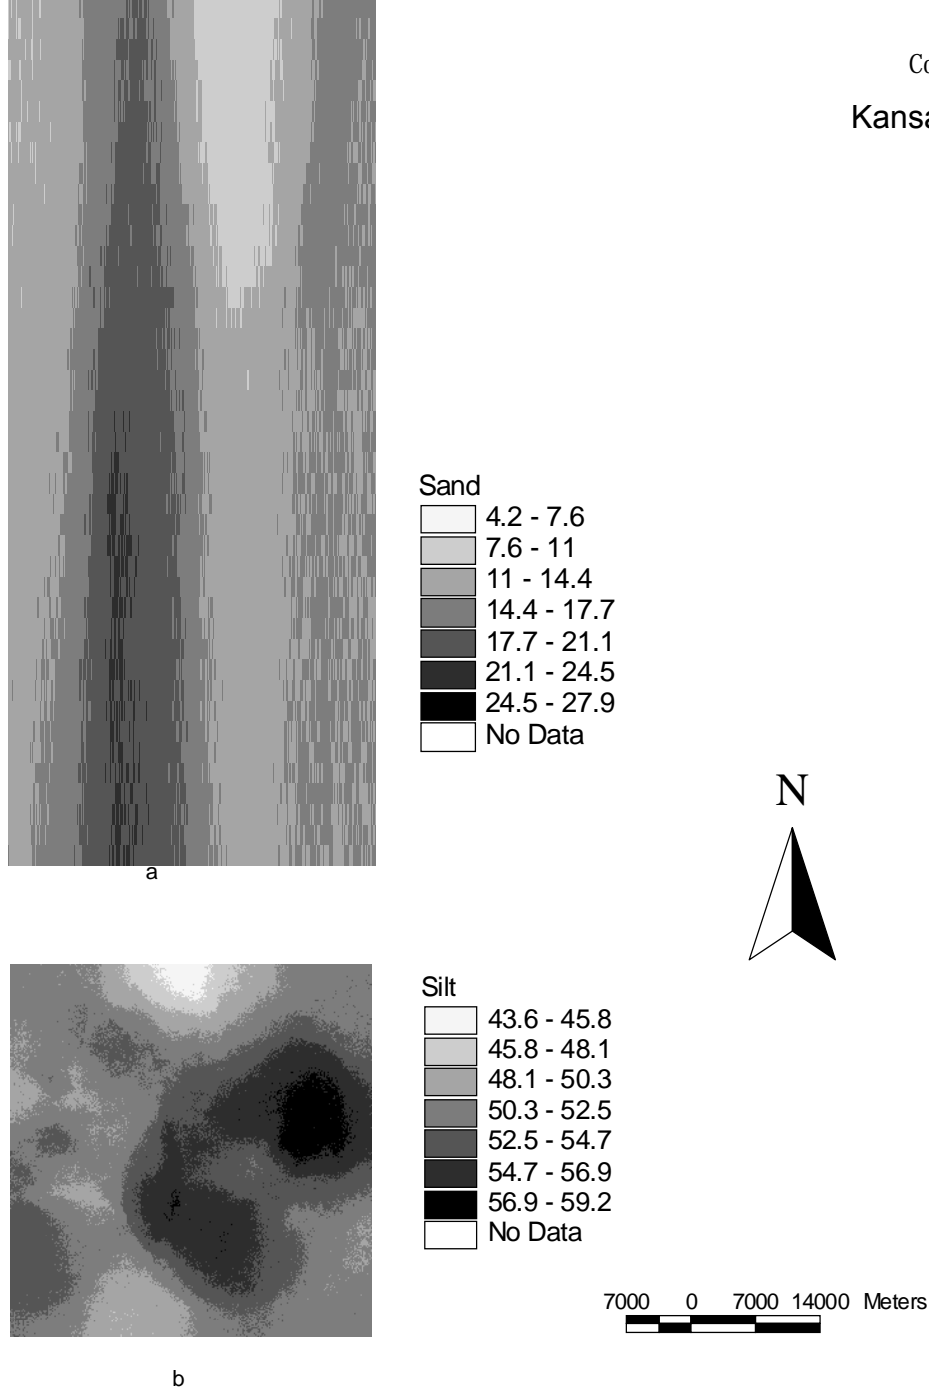 Co
Kansa
Sand
4.2 - 7.6
7.6 - 11
11 - 14.4
14.4 - 17.7
17.7 - 21.1
21.1 - 24.5
24.5 - 27.9
No Data
N
a
Silt
43.6 - 45.8
45.8 - 48.1
48.1 - 50.3
50.3 - 52.5
52.5 - 54.7
54.7 - 56.9
56.9 - 59.2
No Data
7000 0 7000 14000 Meters
b